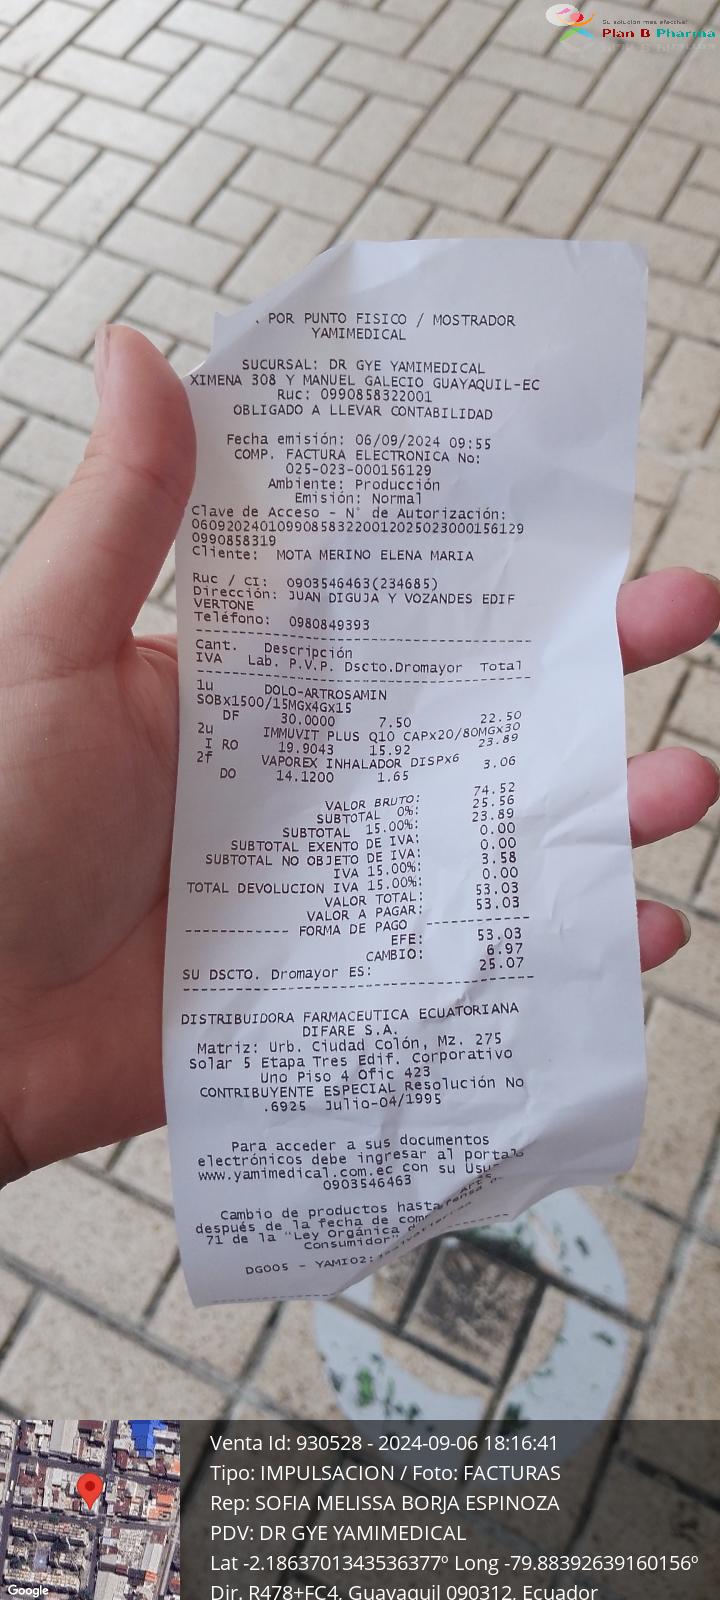 Su solucion mas efectiva!
Plan B Pharma
. POR PUNTO FISICO / MOSTRADOR
YAMIMEDICAL
SUCURSAL: DR GYE YAMIMEDICAL
XIMENA 308 Y MANUEL GALECIO GUAYAQUIL-EC
Ruc: 0990858322001
OBLIGADO A LLEVAR CONTABILIDAD
Fecha emisión: 06/09/2024 09:55
COMP. FACTURA ELECTRONICA No:
025-023-000156129
Ambiente: Producción
Emisión: Normal
Clave de Acceso - N° de Autorización:
060920240109908583220012025023000156129
0990858319
Cliente: MOTA MERINO ELENA MARIA
Ruc / CI: 0903546463(234685)
Dirección: JUAN DIGUJA Y VOZANDES EDIF
VERTONE
Teléfono: 0980849393
Cant. Descripción
IVA Lab. P.V.P. Dscto.Dromayor Total
1u DOLO-ARTROSAMIN
SOBx1500/15MGx4Gx15
DF 30.0000 7.50 22.50
2u IMMUVIT PLUS Q10 CAPx20/80MGx30
I RO 19.9043 15.92 23.89
2f VAPOREX INHALADOR DISPx6
DO 14.1200 1.65 3.06
VALOR BRUTO: 74.52
SUBTOTAL 0%: 25.56
SUBTOTAL 15.00%: 23.89
SUBTOTAL EXENTO DE IVA: 0.00
SUBTOTAL NO OBJETO DE IVA: 0.00
IVA 15.00%: 3.58
TOTAL DEVOLUCION IVA 15.00%: 0.00
VALOR TOTAL: 53.03
VALOR A PAGAR: 53.03
------------ FORMA DE PAGO ------------
EFE: 53.03
CAMBIO: 6.97
SU DSCTO. Dromayor ES: 25.07
DISTRIBUIDORA FARMACEUTICA ECUATORIANA
DIFARE S.A.
Matriz: Urb. Ciudad Colón, Mz. 275
Solar 5 Etapa Tres Edif. Corporativo
Uno Piso 4 Ofic 423
CONTRIBUYENTE ESPECIAL Resolución No
.6925 Julio-04/1995
Para acceder a sus documentos
electrónicos debe ingresar al portal
www.yamimedical.com.ec con su Usu
0903546463
Cambio de productos hasta
después de la fecha de com
71 de la "Ley Orgánica d
Consumidor"
DG005 - YAMI02:
Venta Id: 930528 - 2024-09-06 18:16:41
Tipo: IMPULSACION / Foto: FACTURAS
Rep: SOFIA MELISSA BORJA ESPINOZA
PDV: DR GYE YAMIMEDICAL
Lat -2.1863701343536377º Long -79.88392639160156º
Dir. R478+FC4, Guayaquil 090312, Ecuador
Google